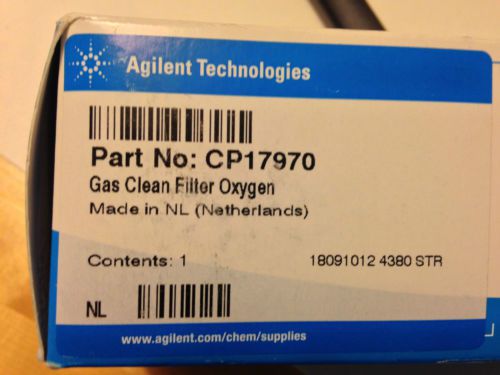 Agilent Technologies
Part No: CP17970
Gas Clean Filter Oxygen
Made in NL (Netherlands)
Contents: 1 18091012 4380 STR
NL
www.agilent.com/chem/supplies